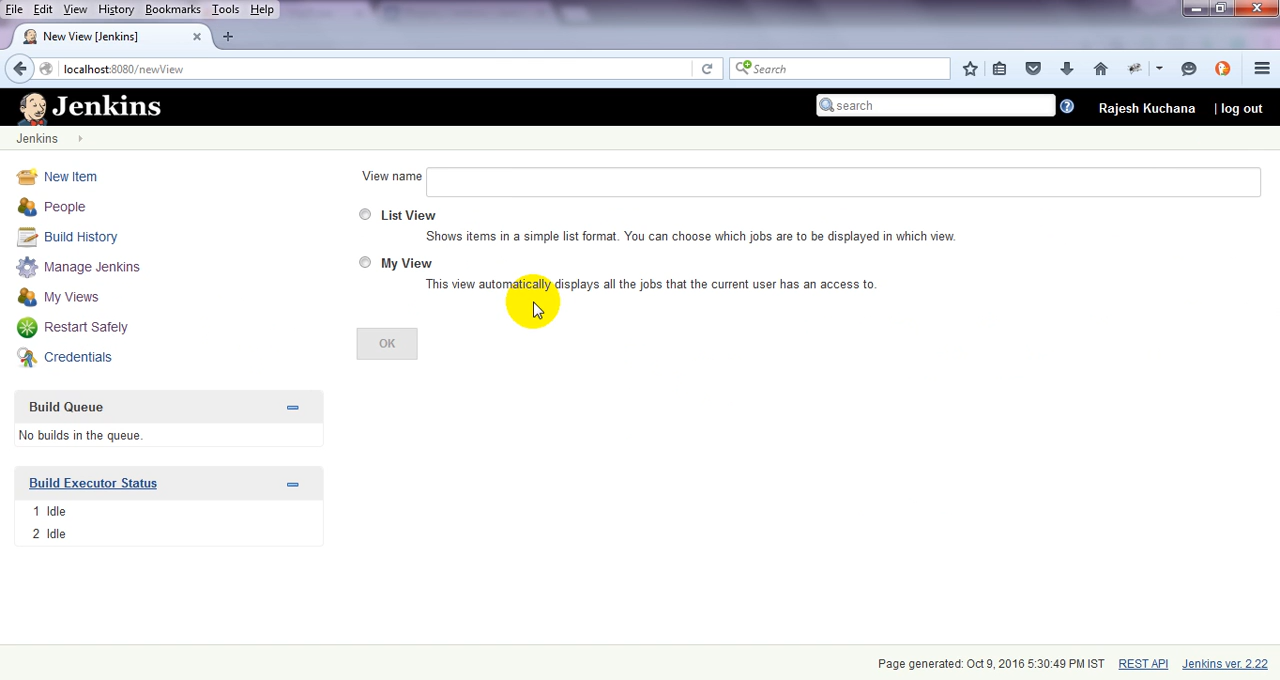 File Edit View History Bookmarks Tools Help
New View [Jenkins]
localhost:8080/newView
Search
Jenkins
search
Rajesh Kuchana | log out
Jenkins
New Item
People
Build History
Manage Jenkins
My Views
Restart Safely
Credentials
Build Queue
No builds in the queue.
Build Executor Status
1 Idle
2 Idle
View name
List View
Shows items in a simple list format. You can choose which jobs are to be displayed in which view.
My View
This view automatically displays all the jobs that the current user has an access to.
OK
Page generated: Oct 9, 2016 5:30:49 PM IST REST API Jenkins ver. 2.22